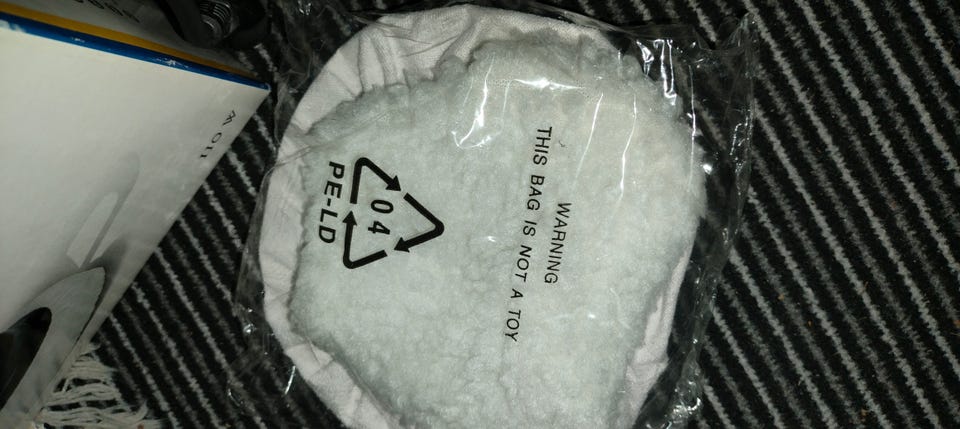 WARNING
THIS BAG IS NOT A TOY
04
PE-LD